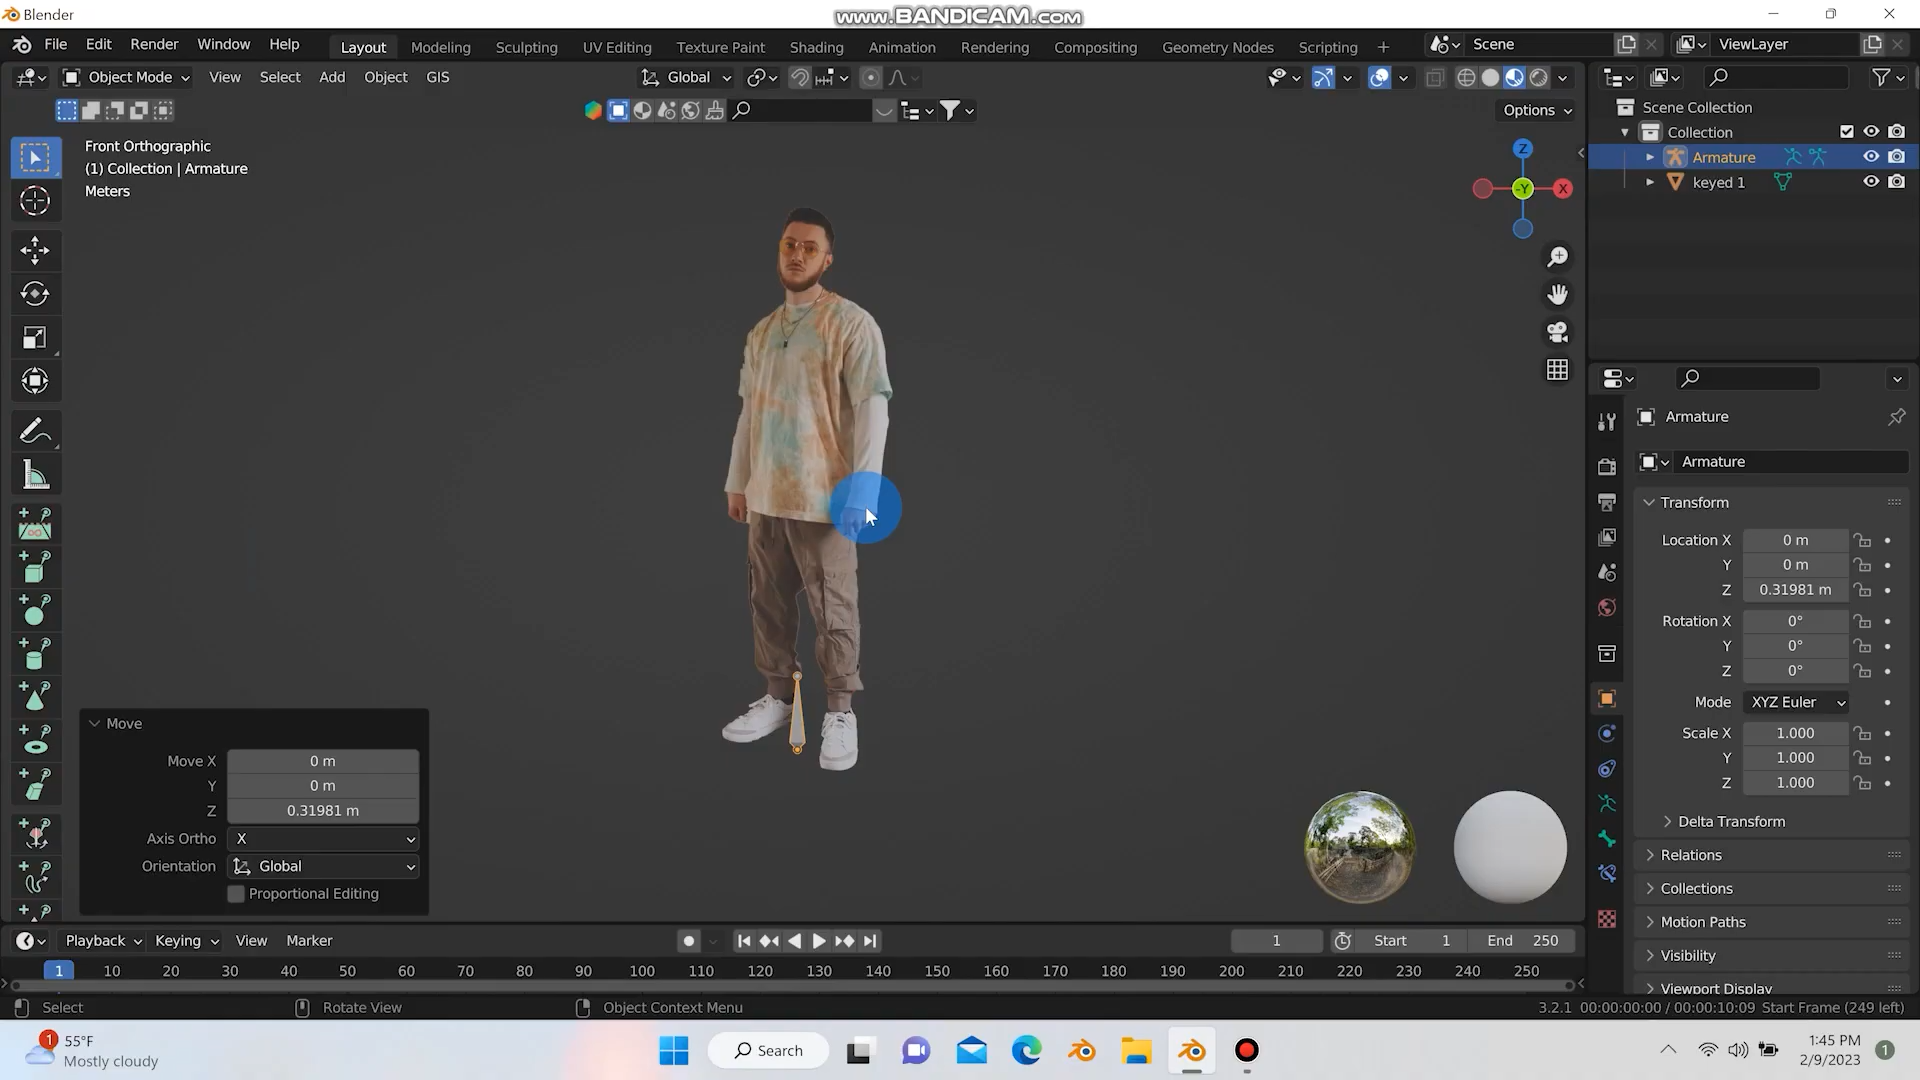 Blender
www.BANDICAM.com
File Edit Render Window Help
Layout Modeling Sculpting UV Editing Texture Paint Shading Animation Rendering Compositing Geometry Nodes Scripting +
Scene
ViewLayer
Object Mode View Select Add Object GIS
Global
Options
Front Orthographic
(1) Collection | Armature
Meters
Z
-Y
X
Scene Collection
Collection
Armature
keyed 1
Armature
Armature
Transform
Location X 0 m
Y 0 m
Z 0.31981 m
Rotation X 0°
Y 0°
Z 0°
Mode XYZ Euler
Scale X 1.000
Y 1.000
Z 1.000
Delta Transform
Relations
Collections
Motion Paths
Visibility
Viewport Display
Move
Move X 0 m
Y 0 m
Z 0.31981 m
Axis Ortho X
Orientation Global
Proportional Editing
Playback Keying View Marker
1 Start 1 End 250
1 10 20 30 40 50 60 70 80 90 100 110 120 130 140 150 160 170 180 190 200 210 220 230 240 250
Select Rotate View Object Context Menu
3.2.1 00:00:00:00 / 00:00:10:09 Start Frame (249 left)
1
55°F
Mostly cloudy
Search
1:45 PM
2/9/2023
1